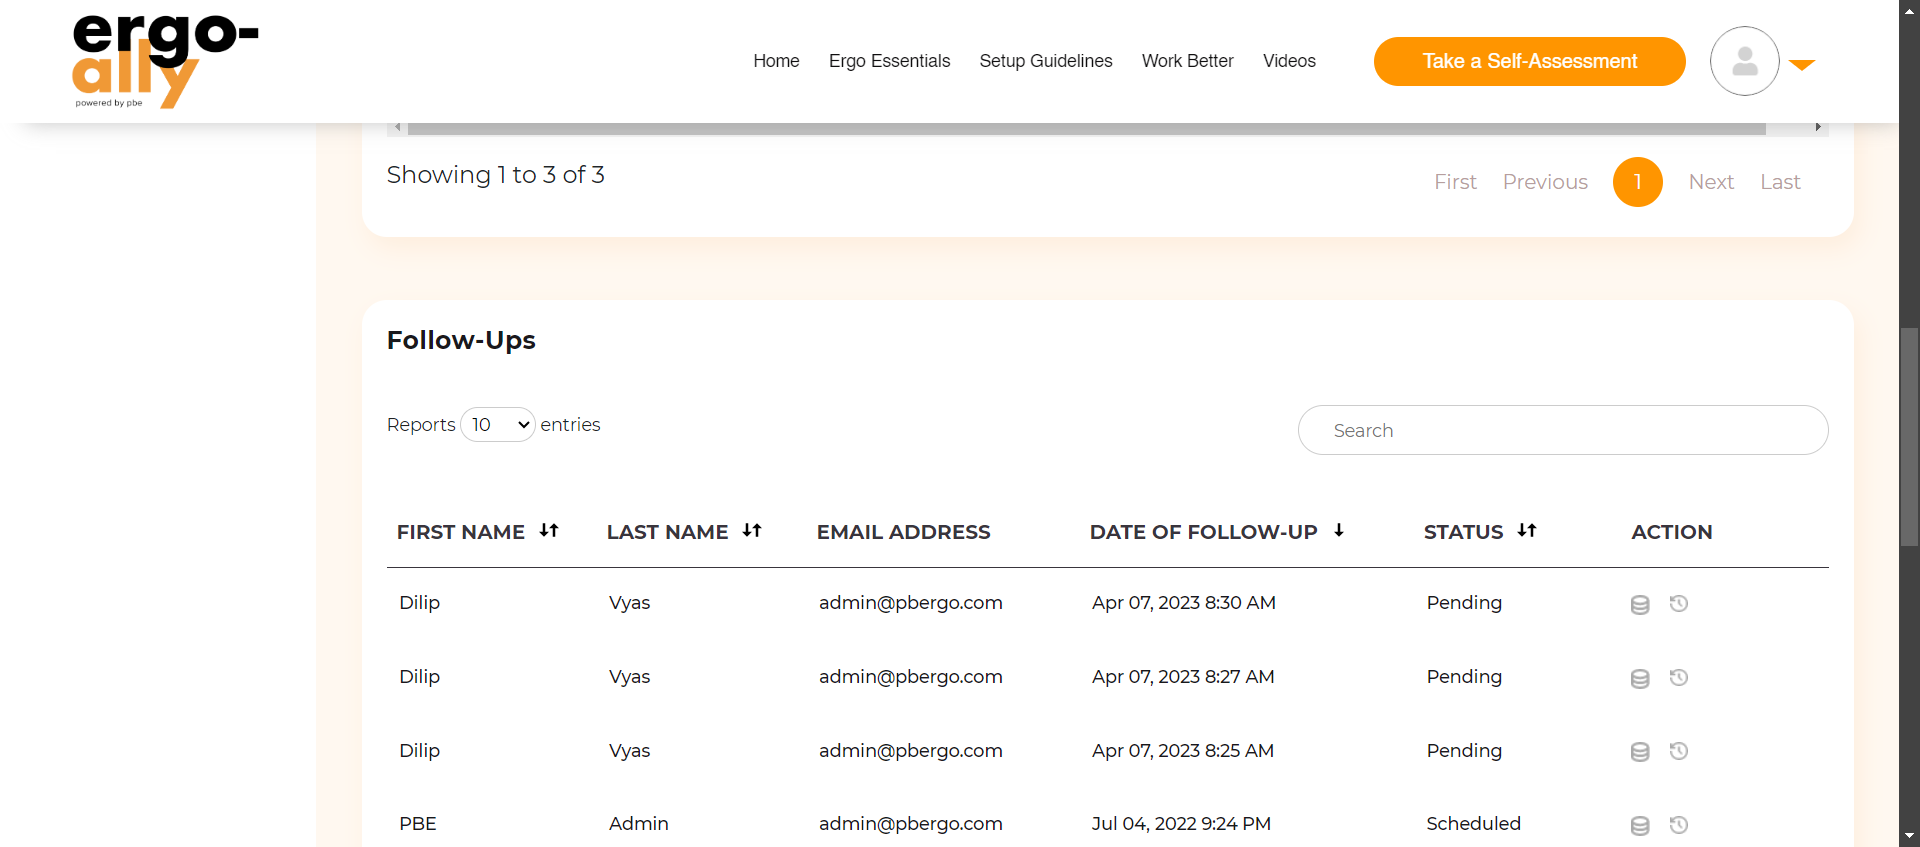 ergo-
ally
powered by pbe
Home Ergo Essentials Setup Guidelines Work Better Videos Take a Self-Assessment
Showing 1 to 3 of 3
First Previous 1 Next Last
Follow-Ups
Reports 10 entries
Search
FIRST NAME LAST NAME EMAIL ADDRESS DATE OF FOLLOW-UP STATUS ACTION
Dilip Vyas admin@pbergo.com Apr 07, 2023 8:30 AM Pending
Dilip Vyas admin@pbergo.com Apr 07, 2023 8:27 AM Pending
Dilip Vyas admin@pbergo.com Apr 07, 2023 8:25 AM Pending
PBE Admin admin@pbergo.com Jul 04, 2022 9:24 PM Scheduled